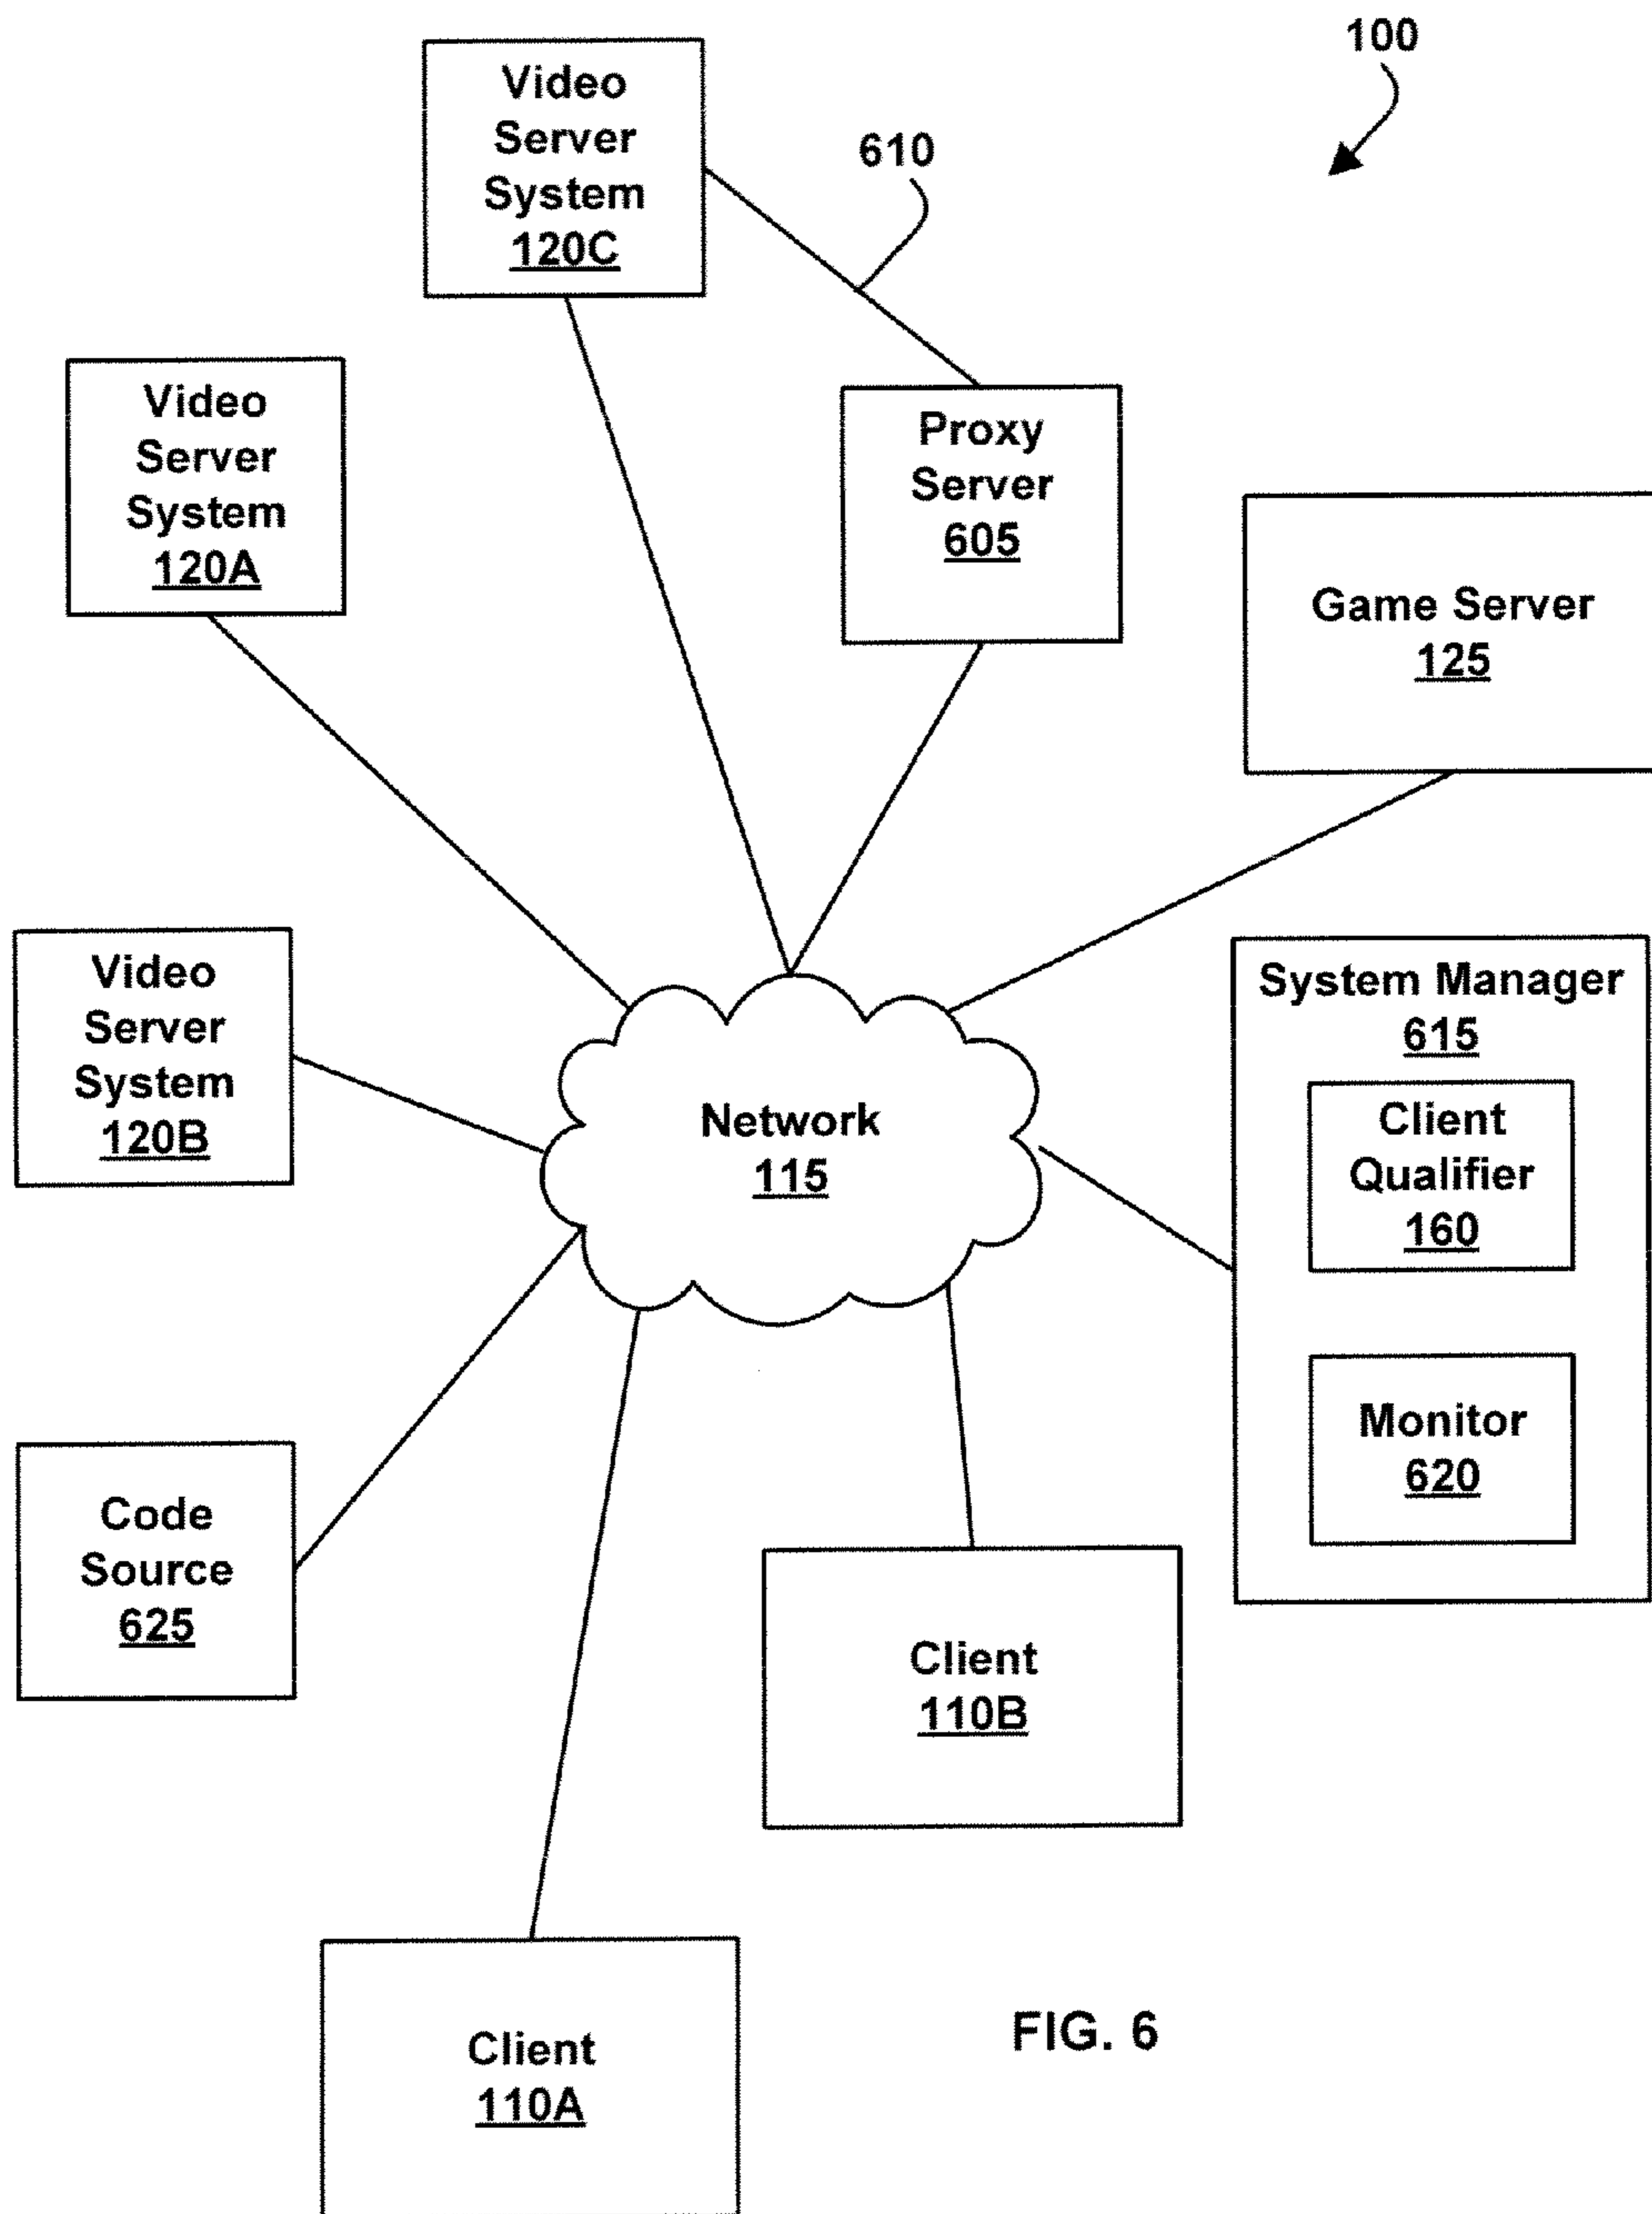 100
Video
Server
System
120C
610
Video
Server
System
120A
Proxy
Server
605
Game Server
125
Video
Server
System
120B
System Manager
615
Client
Qualifier
160
Monitor
620
Network
115
Code
Source
625
Client
110B
Client
110A
FIG. 6